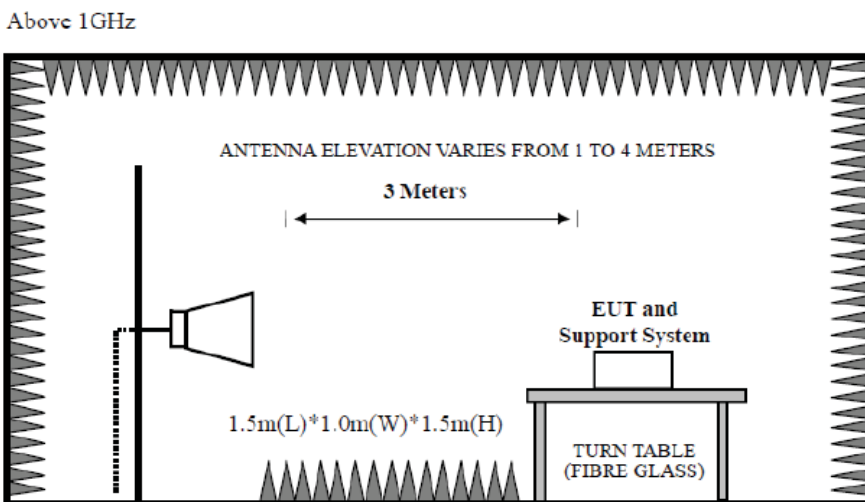 Above 1GHz
ANTENNA ELEVATION VARIES FROM 1 TO 4 METERS
3 Meters
EUT and
Support System
1.5m(L)*1.0m(W)*1.5m(H)
TURN TABLE
(FIBRE GLASS)